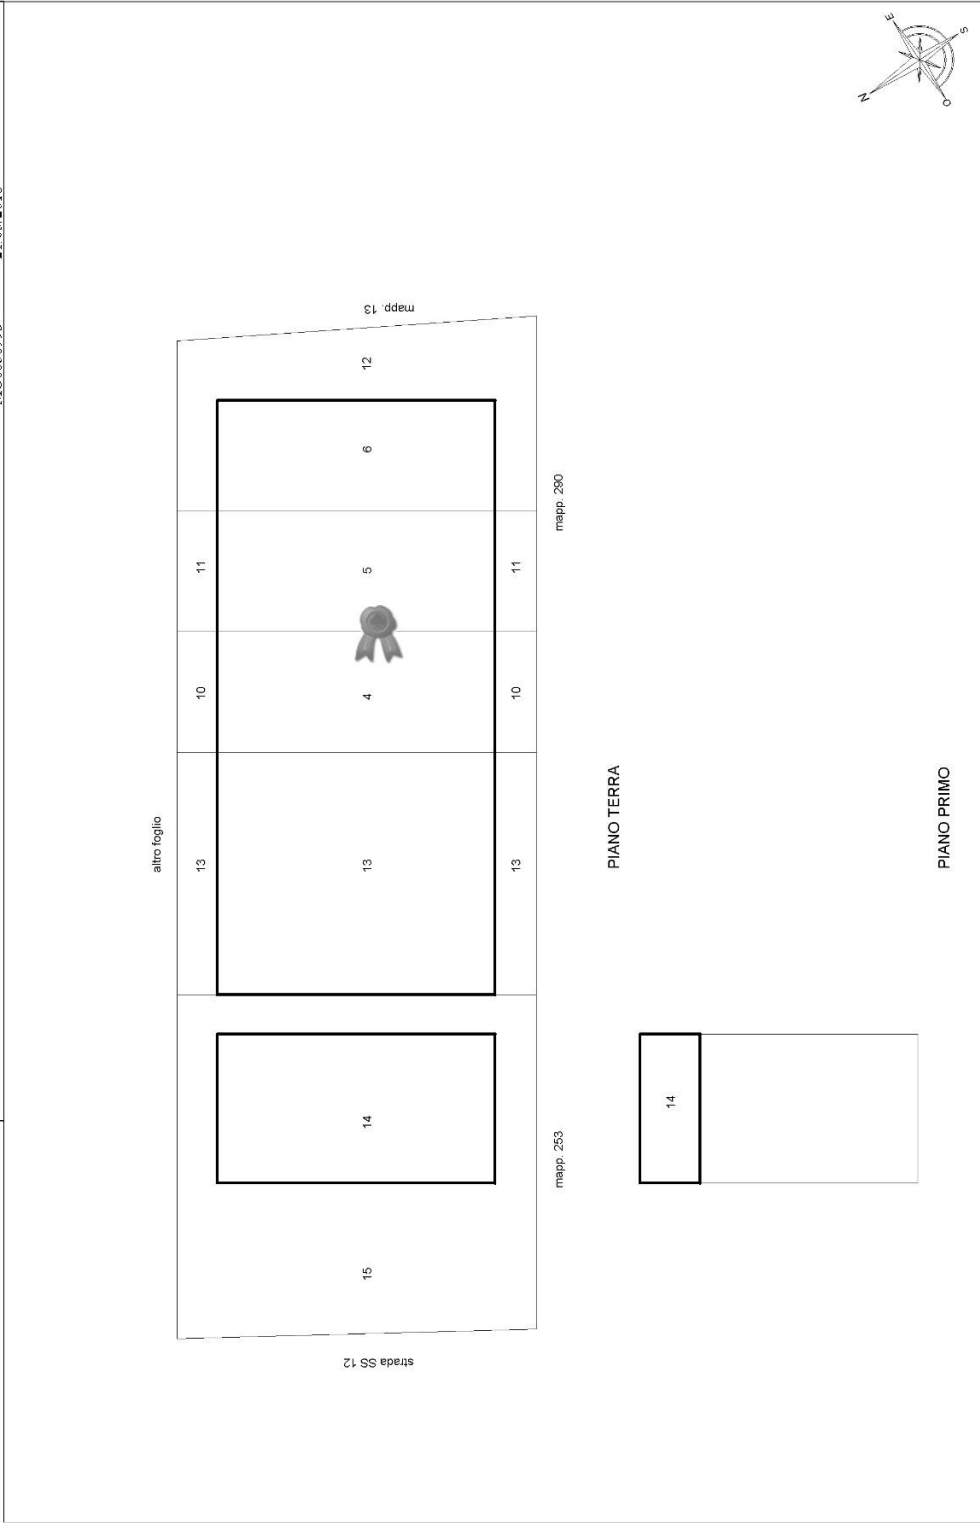 E
S
N
O
mapp. 13
12
6
mapp. 290
11
5
11
10
4
10
altro foglio
13
13
13
PIANO TERRA
PIANO PRIMO
14
14
mapp. 253
15
strada SS 12